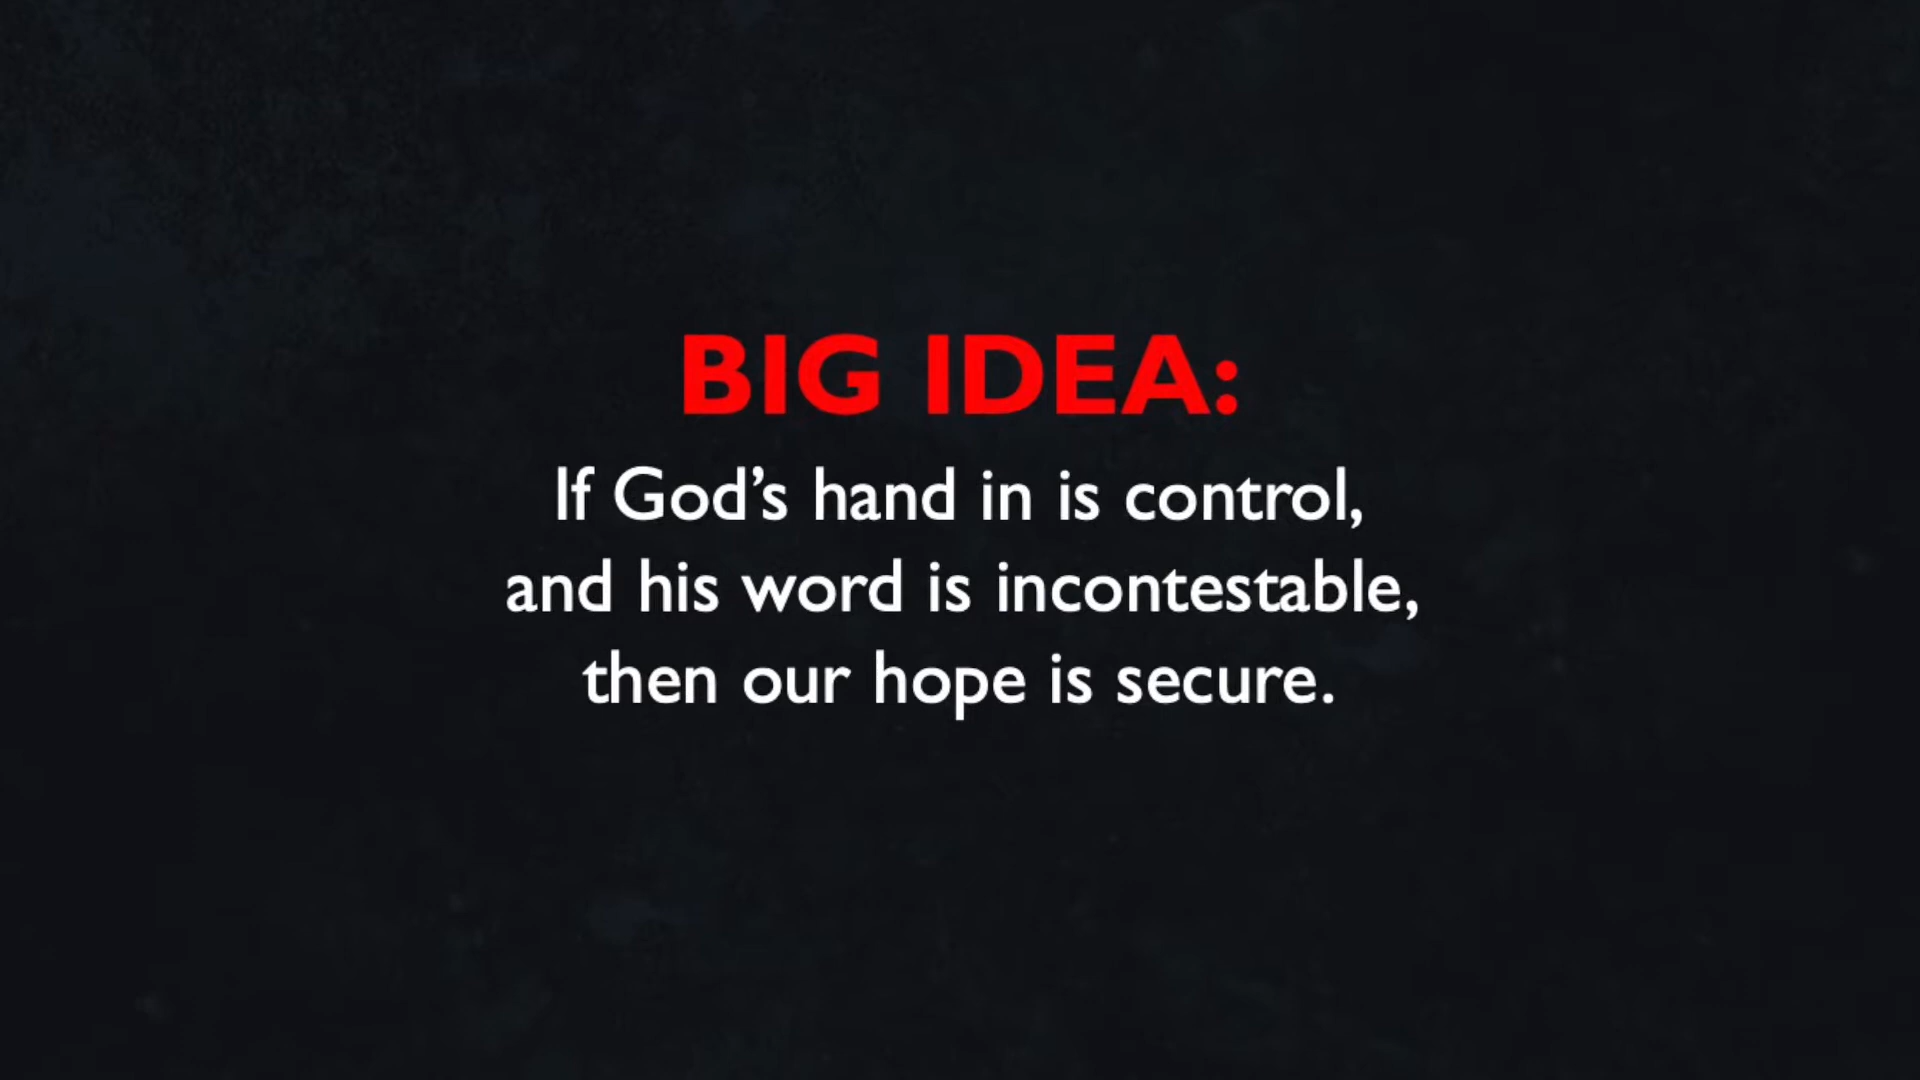 BIG IDEA:
If God’s hand in is control,
and his word is incontestable,
then our hope is secure.